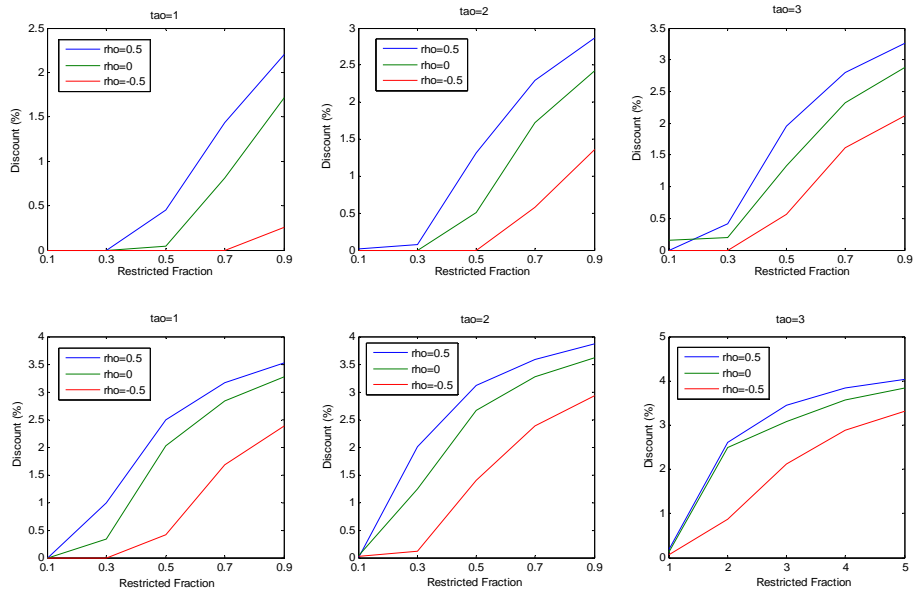 tao=1
2.5
2
1.5
1
0.5
0
Discount (%)
rho=0.5
rho=0
rho=-0.5
0.1 0.3 0.5 0.7 0.9
Restricted Fraction
tao=2
3
2.5
2
1.5
1
0.5
0
Discount (%)
rho=0.5
rho=0
rho=-0.5
0.1 0.3 0.5 0.7 0.9
Restricted Fraction
tao=3
3.5
3
2.5
2
1.5
1
0.5
0
Discount (%)
rho=0.5
rho=0
rho=-0.5
0.1 0.3 0.5 0.7 0.9
Restricted Fraction
tao=1
4
3.5
3
2.5
2
1.5
1
0.5
0
Discount (%)
rho=0.5
rho=0
rho=-0.5
0.1 0.3 0.5 0.7 0.9
Restricted Fraction
tao=2
4
3.5
3
2.5
2
1.5
1
0.5
0
Discount (%)
rho=0.5
rho=0
rho=-0.5
0.1 0.3 0.5 0.7 0.9
Restricted Fraction
tao=3
5
4
3
2
1
0
Discount (%)
rho=0.5
rho=0
rho=-0.5
1 2 3 4 5
Restricted Fraction